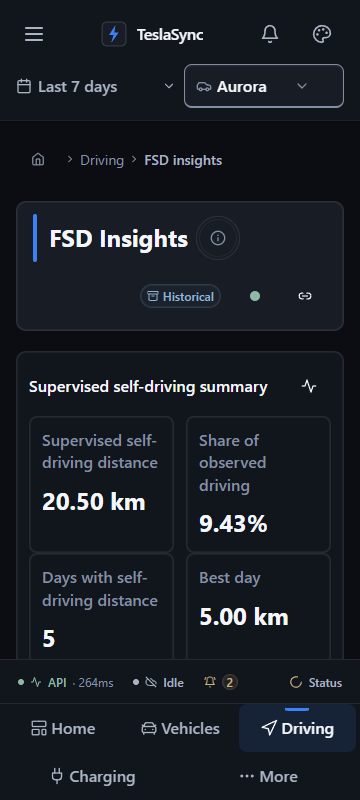 TeslaSync
Last 7 days
Aurora
Driving
FSD insights
FSD Insights
Historical
Supervised self-driving summary
Supervised self-
driving distance
20.50 km
Share of
observed
driving
9.43%
Days with self-
driving distance
5
Best day
5.00 km
API · 264ms
Idle
2
Status
Home
Vehicles
Driving
Charging
More